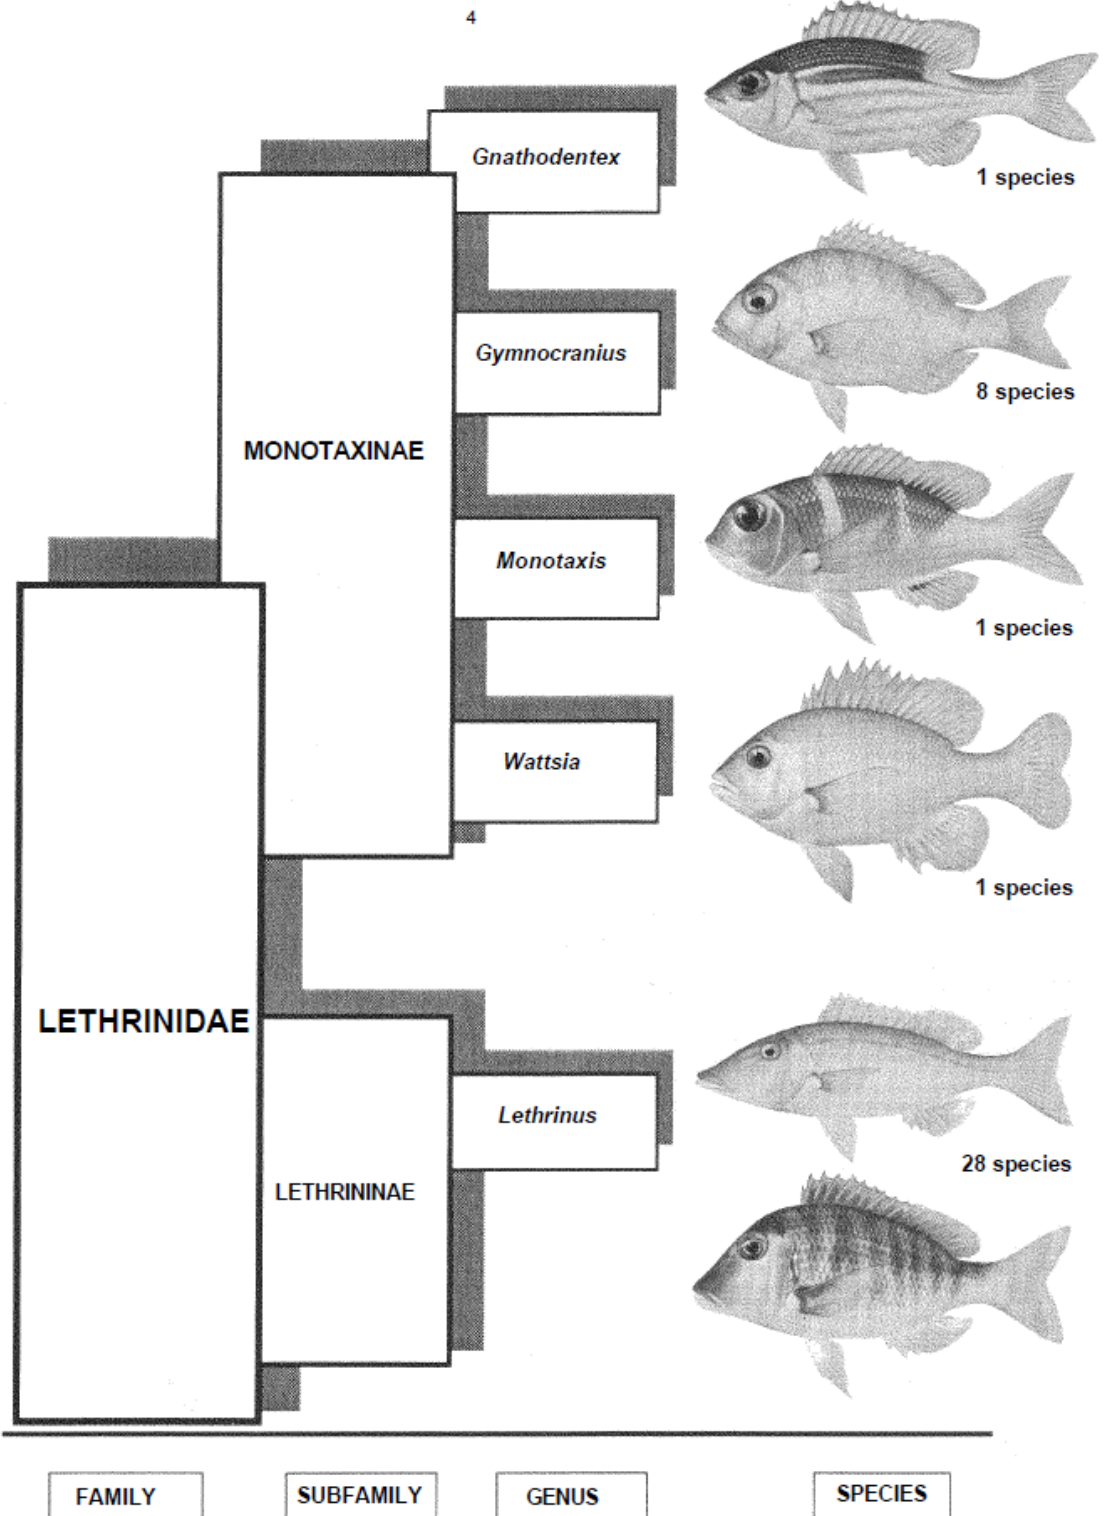 4
Gnathodentex
1 species
Gymnocranius
8 species
MONOTAXINAE
Monotaxis
1 species
Wattsia
1 species
LETHRINIDAE
Lethrinus
28 species
LETHRININAE
FAMILY
SUBFAMILY
GENUS
SPECIES